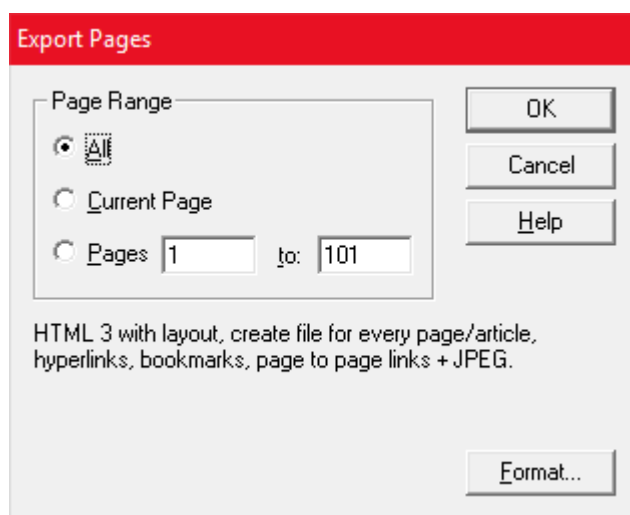 Export Pages
Page Range
All
Current Page
Pages 1 to: 101
OK
Cancel
Help
HTML 3 with layout, create file for every page/article,
hyperlinks, bookmarks, page to page links + JPEG.
Format...